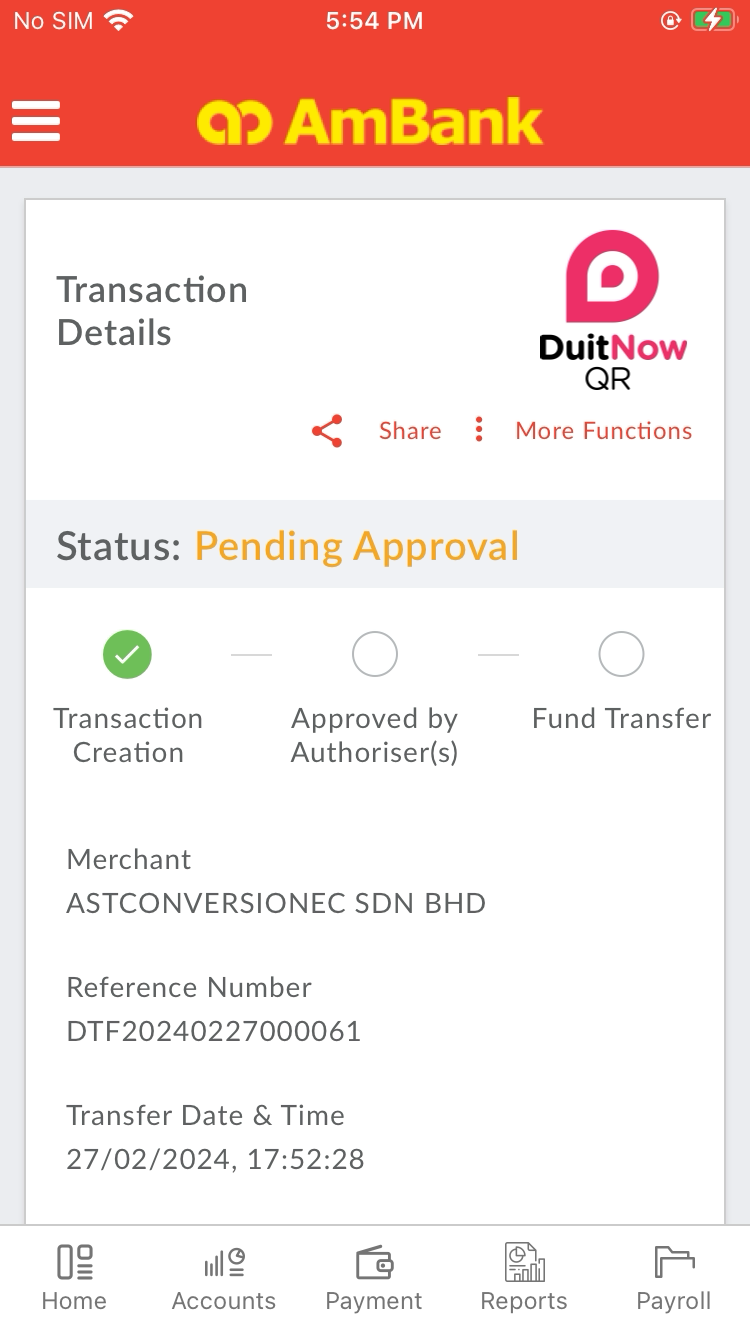 No SIM 5:54 PM
AmBank
Transaction
Details
DuitNow
QR
Share More Functions
Status: Pending Approval
Transaction
Creation
Approved by
Authoriser(s)
Fund Transfer
Merchant
ASTCONVERSIONEC SDN BHD
Reference Number
DTF20240227000061
Transfer Date & Time
27/02/2024, 17:52:28
Home Accounts Payment Reports Payroll